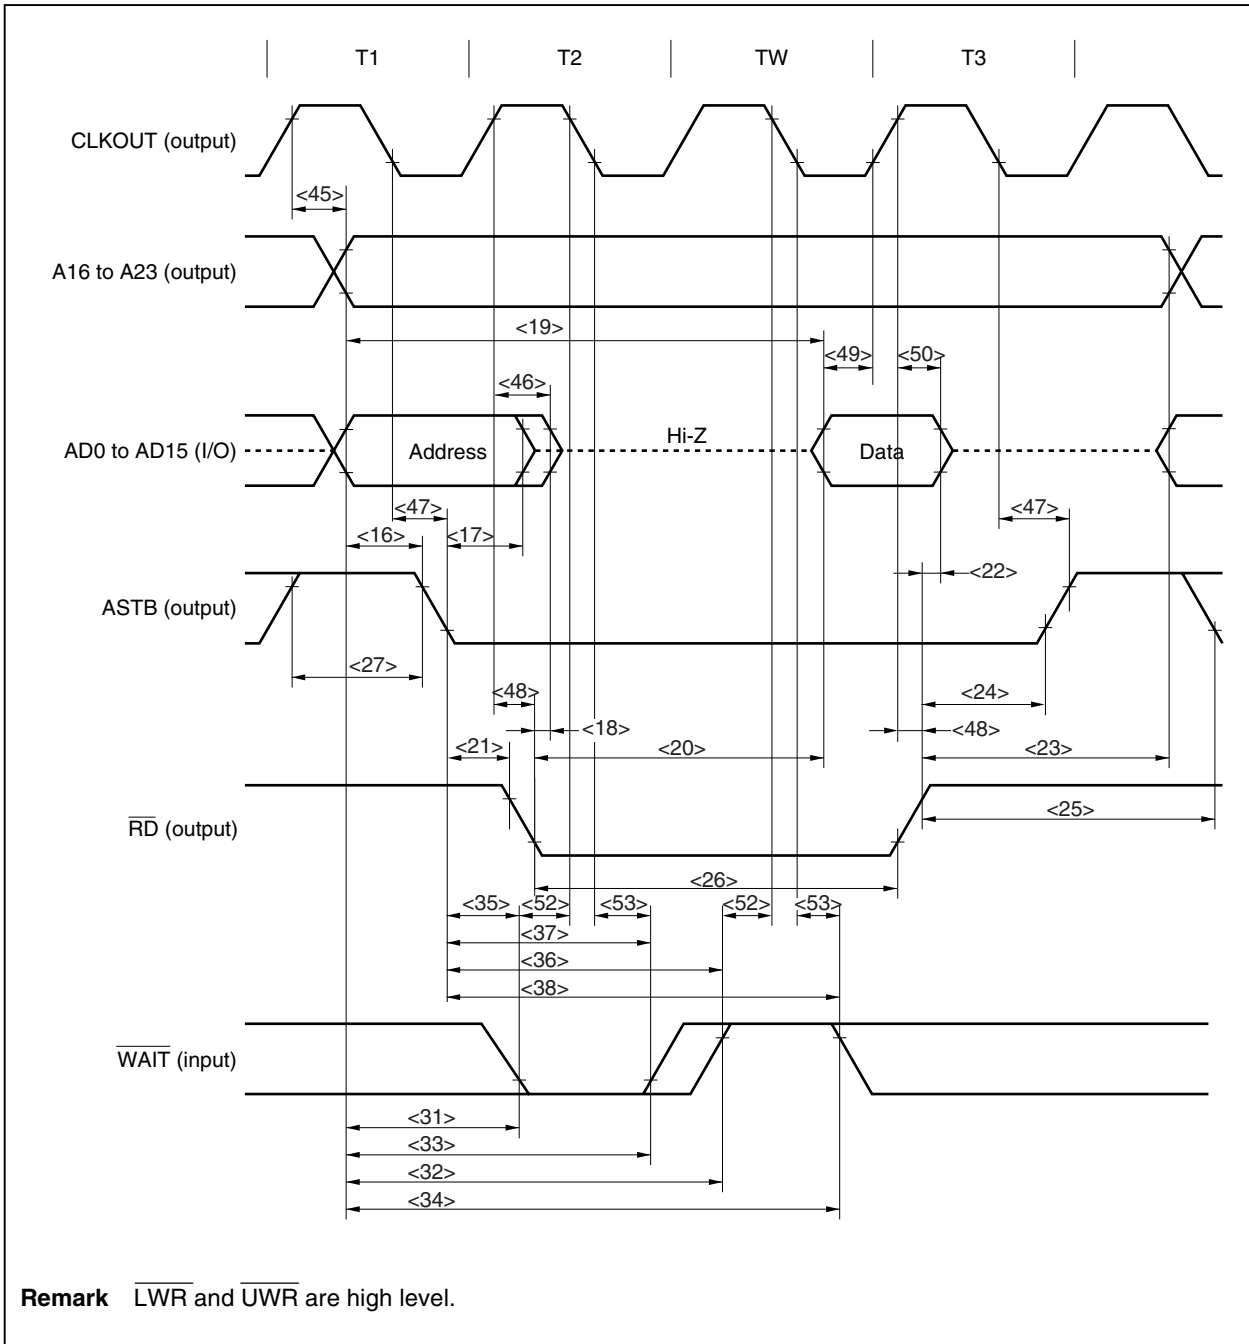 T1 T2 TW T3
CLKOUT (output)
<45>
A16 to A23 (output)
<19>
<49> <50>
<46>
AD0 to AD15 (I/O) Address Hi-Z Data
<47> <47>
<16> <17>
<22>
ASTB (output)
<27>
<48> <24>
<18> <48>
<21> <20> <23>
RD (output) <25>
<26>
<35> <52> <53> <52> <53>
<37>
<36>
<38>
WAIT (input)
<31>
<33>
<32>
<34>
Remark LWR and UWR are high level.